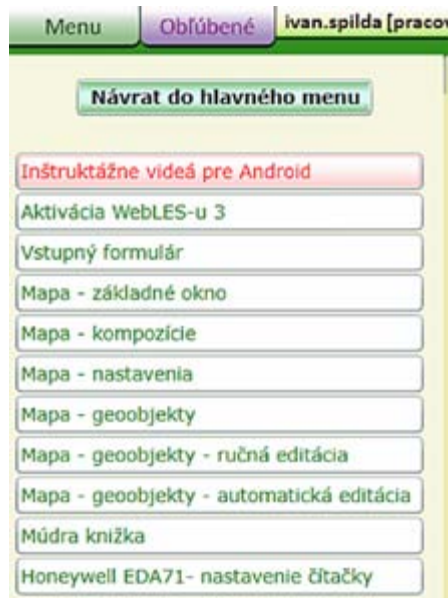 Menu Obľúbené ivan.spilda [praco
Návrat do hlavného menu
Inštruktážne videá pre Android
Aktivácia WebLES-u 3
Vstupný formulár
Mapa - základné okno
Mapa - kompozície
Mapa - nastavenia
Mapa - geoobjekty
Mapa - geoobjekty - ručná editácia
Mapa - geoobjekty - automatická editácia
Múdra knižka
Honeywell EDA71- nastavenie čítačky